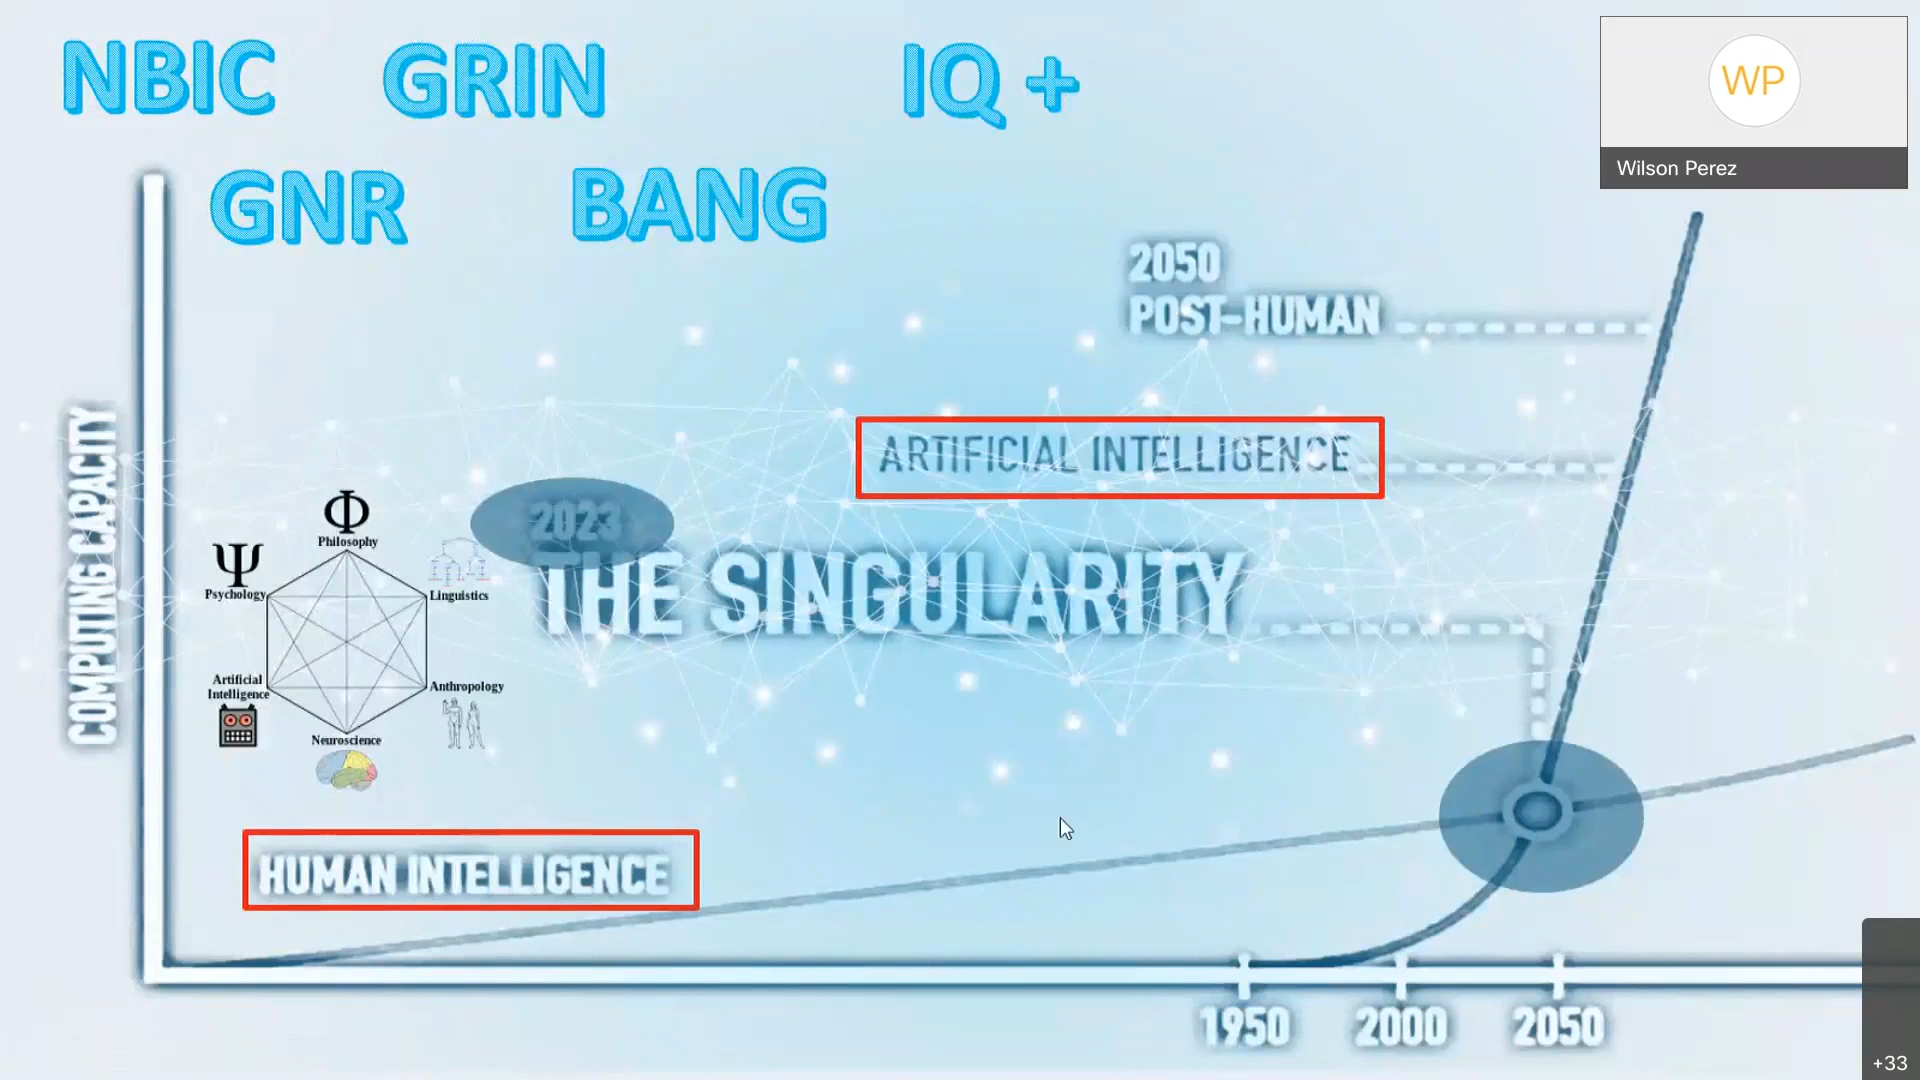 NBIC GRIN IQ +
WP
Wilson Perez
GNR BANG
2050
POST-HUMAN
ARTIFICIAL INTELLIGENCE
2023
THE SINGULARITY
COMPUTING CAPACITY
Φ
Philosophy
Ψ
Psychology
Linguistics
Artificial
Intelligence
Anthropology
Neuroscience
HUMAN INTELLIGENCE
1950 2000 2050
+33